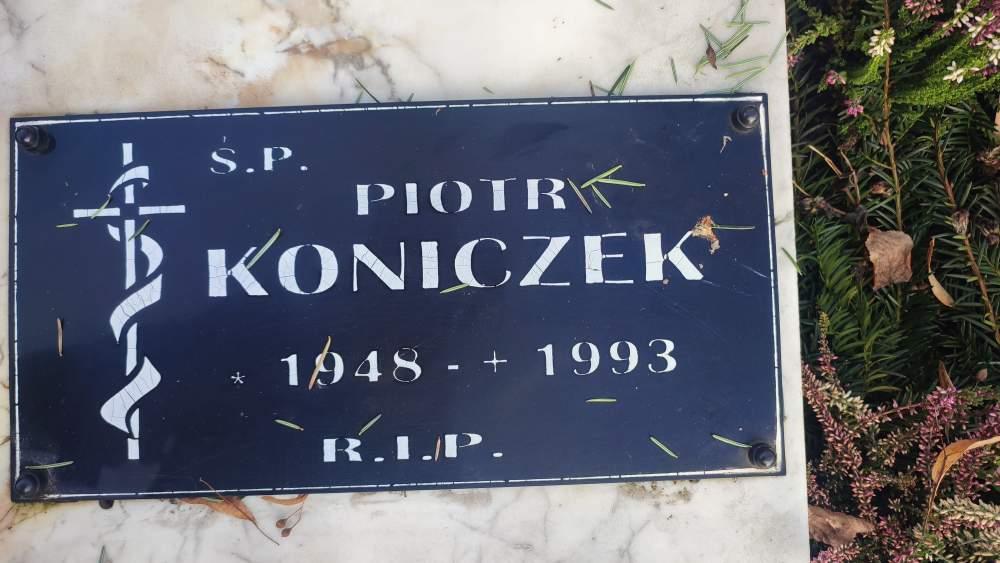 Ś.P.
PIOTR
KONICZEK
* 1948 - + 1993
R.I.P.